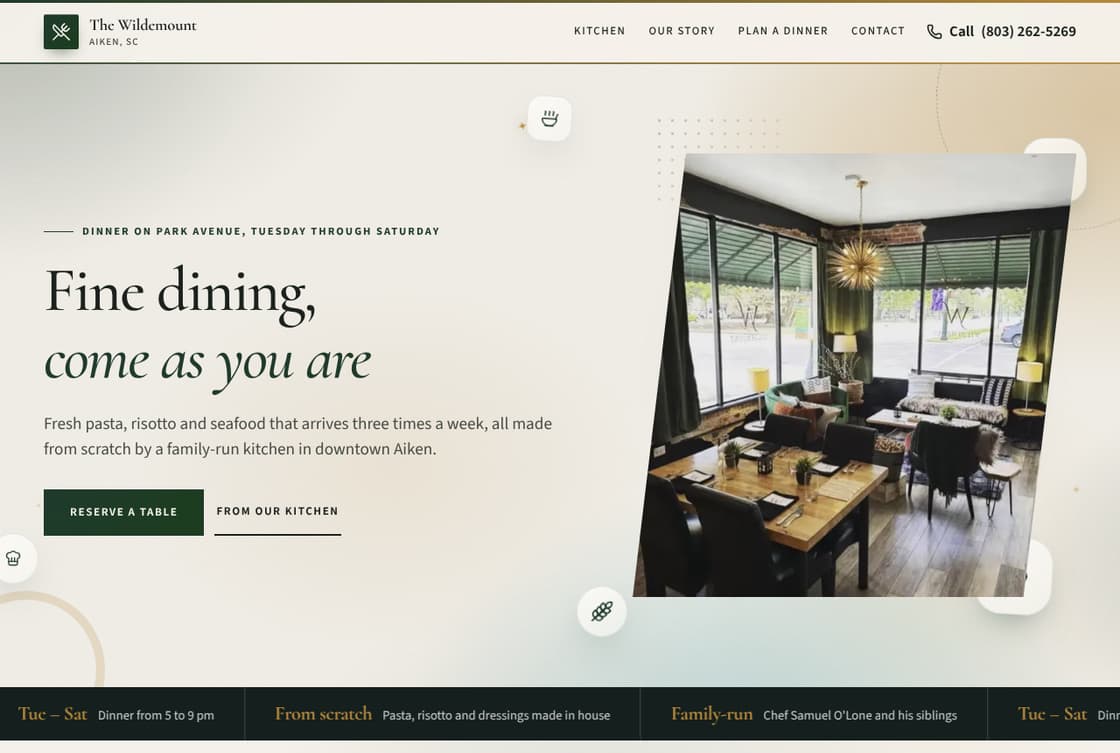 The Wildemount
AIKEN, SC
KITCHEN OUR STORY PLAN A DINNER CONTACT Call (803) 262-5269
DINNER ON PARK AVENUE, TUESDAY THROUGH SATURDAY
Fine dining,
come as you are
Fresh pasta, risotto and seafood that arrives three times a week, all made
from scratch by a family-run kitchen in downtown Aiken.
RESERVE A TABLE FROM OUR KITCHEN
Tue – Sat Dinner from 5 to 9 pm From scratch Pasta, risotto and dressings made in house Family-run Chef Samuel O'Lone and his siblings Tue – Sat